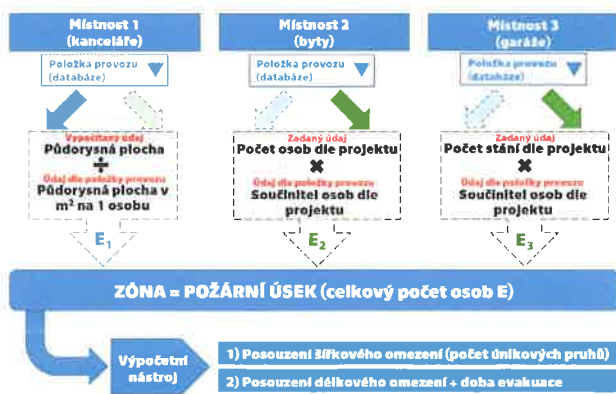 Místnost 1
(kanceláře)
Položka provozu
(databáze)
Vypočítaný údaj
Půdorysná plocha
÷
Údaj dle položky provozu
Půdorysná plocha v
m² na 1 osobu
E₁
Místnost 2
(byty)
Položka provozu
(databáze)
Zadaný údaj
Počet osob dle projektu
×
Údaj dle položky provozu
Součinitel osob dle
projektu
E₂
Místnost 3
(garáže)
Položka provozu
(databáze)
Zadaný údaj
Počet stání dle projektu
×
Údaj dle položky provozu
Součinitel osob dle
projektu
E₃
ZÓNA = POŽÁRNÍ ÚSEK (celkový počet osob E)
Výpočetní
nástroj
1) Posouzení šířkového omezení (počet únikových pruhů)
2) Posouzení délkového omezení + doba evakuace